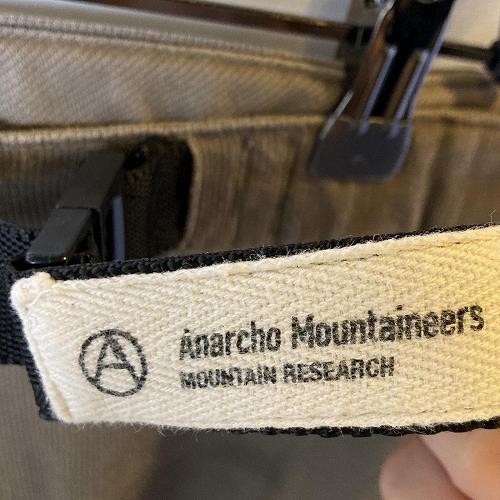 Ⓐ Anarcho Mountaineers
MOUNTAIN RESEARCH